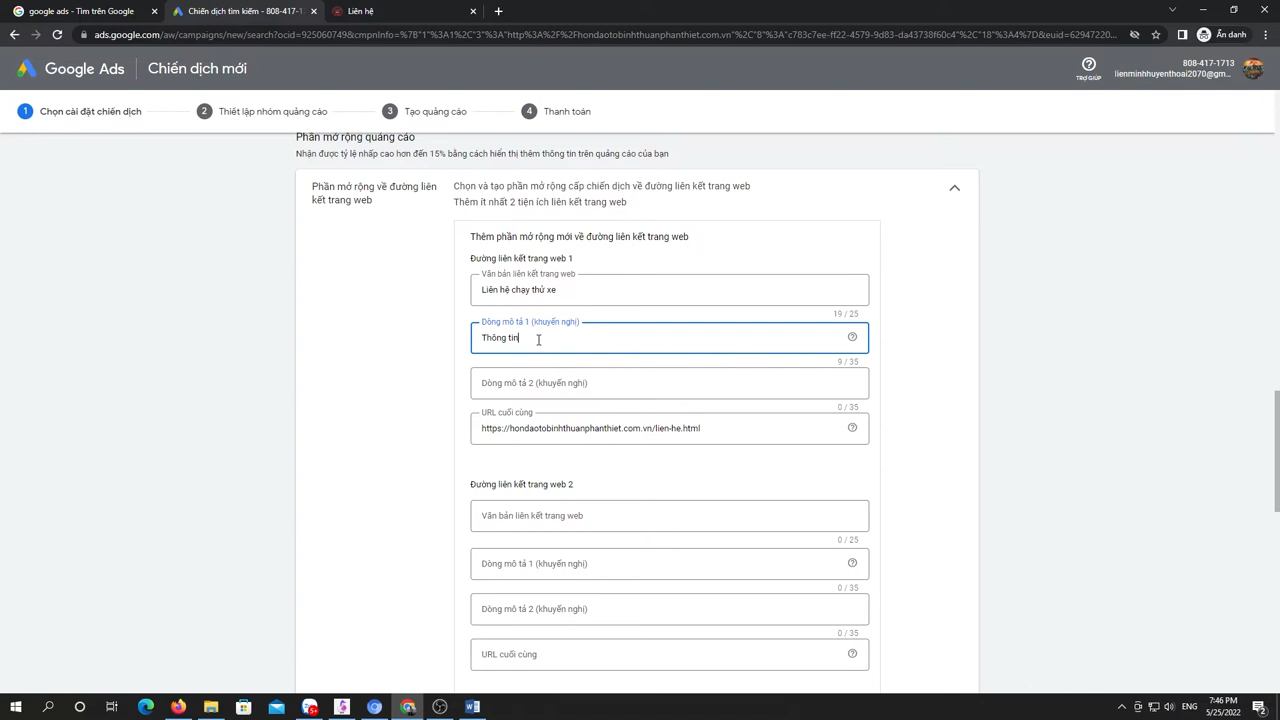 google ads - Tìm trên Google
Chiến dịch tìm kiếm - 808-417-1
Liên hệ
ads.google.com/aw/campaigns/new/search?ocid=925060749&cmpnInfo=%7B"1"%3A1%2C"3"%3A"http%3A%2F%2Fhondaotobinhthuanphanthiet.com.vn"%2C"8"%3A"c783c7ee-ff22-4579-9d83-da43738f60c4"%2C"18"%3A4%7D&euid=62947220...
Ẩn danh
Google Ads
Chiến dịch mới
TRỢ GIÚP
808-417-1713
lienminhhuyenthoai2070@gm...
1 Chọn cài đặt chiến dịch
2 Thiết lập nhóm quảng cáo
3 Tạo quảng cáo
4 Thanh toán
Phần mở rộng quảng cáo
Nhận được tỷ lệ nhấp cao hơn đến 15% bằng cách hiển thị thêm thông tin trên quảng cáo của bạn
Phần mở rộng về đường liên
kết trang web
Chọn và tạo phần mở rộng cấp chiến dịch về đường liên kết trang web
Thêm ít nhất 2 tiện ích liên kết trang web
Thêm phần mở rộng mới về đường liên kết trang web
Đường liên kết trang web 1
Văn bản liên kết trang web
Liên hệ chạy thử xe
19 / 25
Dòng mô tả 1 (khuyến nghị)
Thông tin
9 / 35
Dòng mô tả 2 (khuyến nghị)
0 / 35
URL cuối cùng
https://hondaotobinhthuanphanthiet.com.vn/lien-he.html
Đường liên kết trang web 2
Văn bản liên kết trang web
0 / 25
Dòng mô tả 1 (khuyến nghị)
0 / 35
Dòng mô tả 2 (khuyến nghị)
0 / 35
URL cuối cùng
7:46 PM
5/25/2022